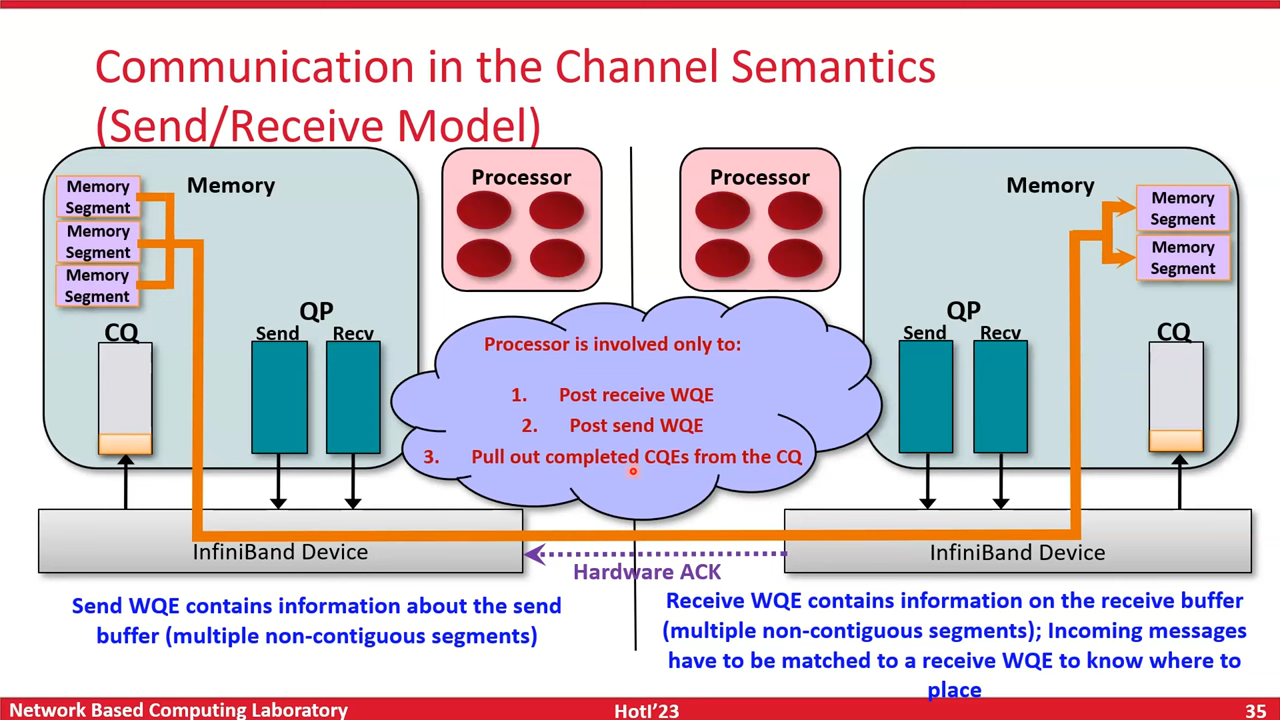 Communication in the Channel Semantics
(Send/Receive Model)
Memory
Segment
Memory
Segment
Memory
Segment
Memory
CQ
QP
Send
Recv
Processor
Processor
Memory
Memory
Segment
Memory
Segment
QP
Send
Recv
CQ
Processor is involved only to:
1. Post receive WQE
2. Post send WQE
3. Pull out completed CQEs from the CQ
InfiniBand Device
InfiniBand Device
Hardware ACK
Send WQE contains information about the send
buffer (multiple non-contiguous segments)
Receive WQE contains information on the receive buffer
(multiple non-contiguous segments); Incoming messages
have to be matched to a receive WQE to know where to
place
Network Based Computing Laboratory
HotI’23
35